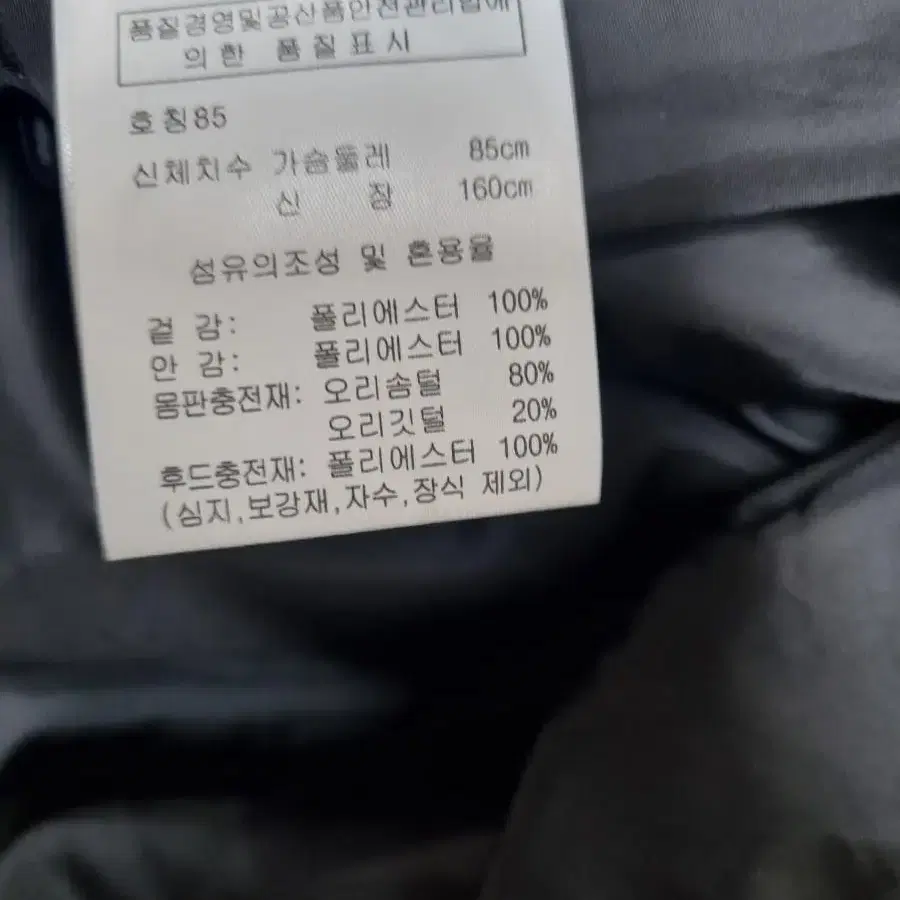 품질경영및공산품안전관리법에
의한 품질표시
호칭85
신체치수 가슴둘레 85cm
신 장 160cm
섬유의조성 및 혼용율
겉 감: 폴리에스터 100%
안 감: 폴리에스터 100%
몸판충전재: 오리솜털 80%
오리깃털 20%
후드충전재: 폴리에스터 100%
(심지,보강재,자수,장식 제외)